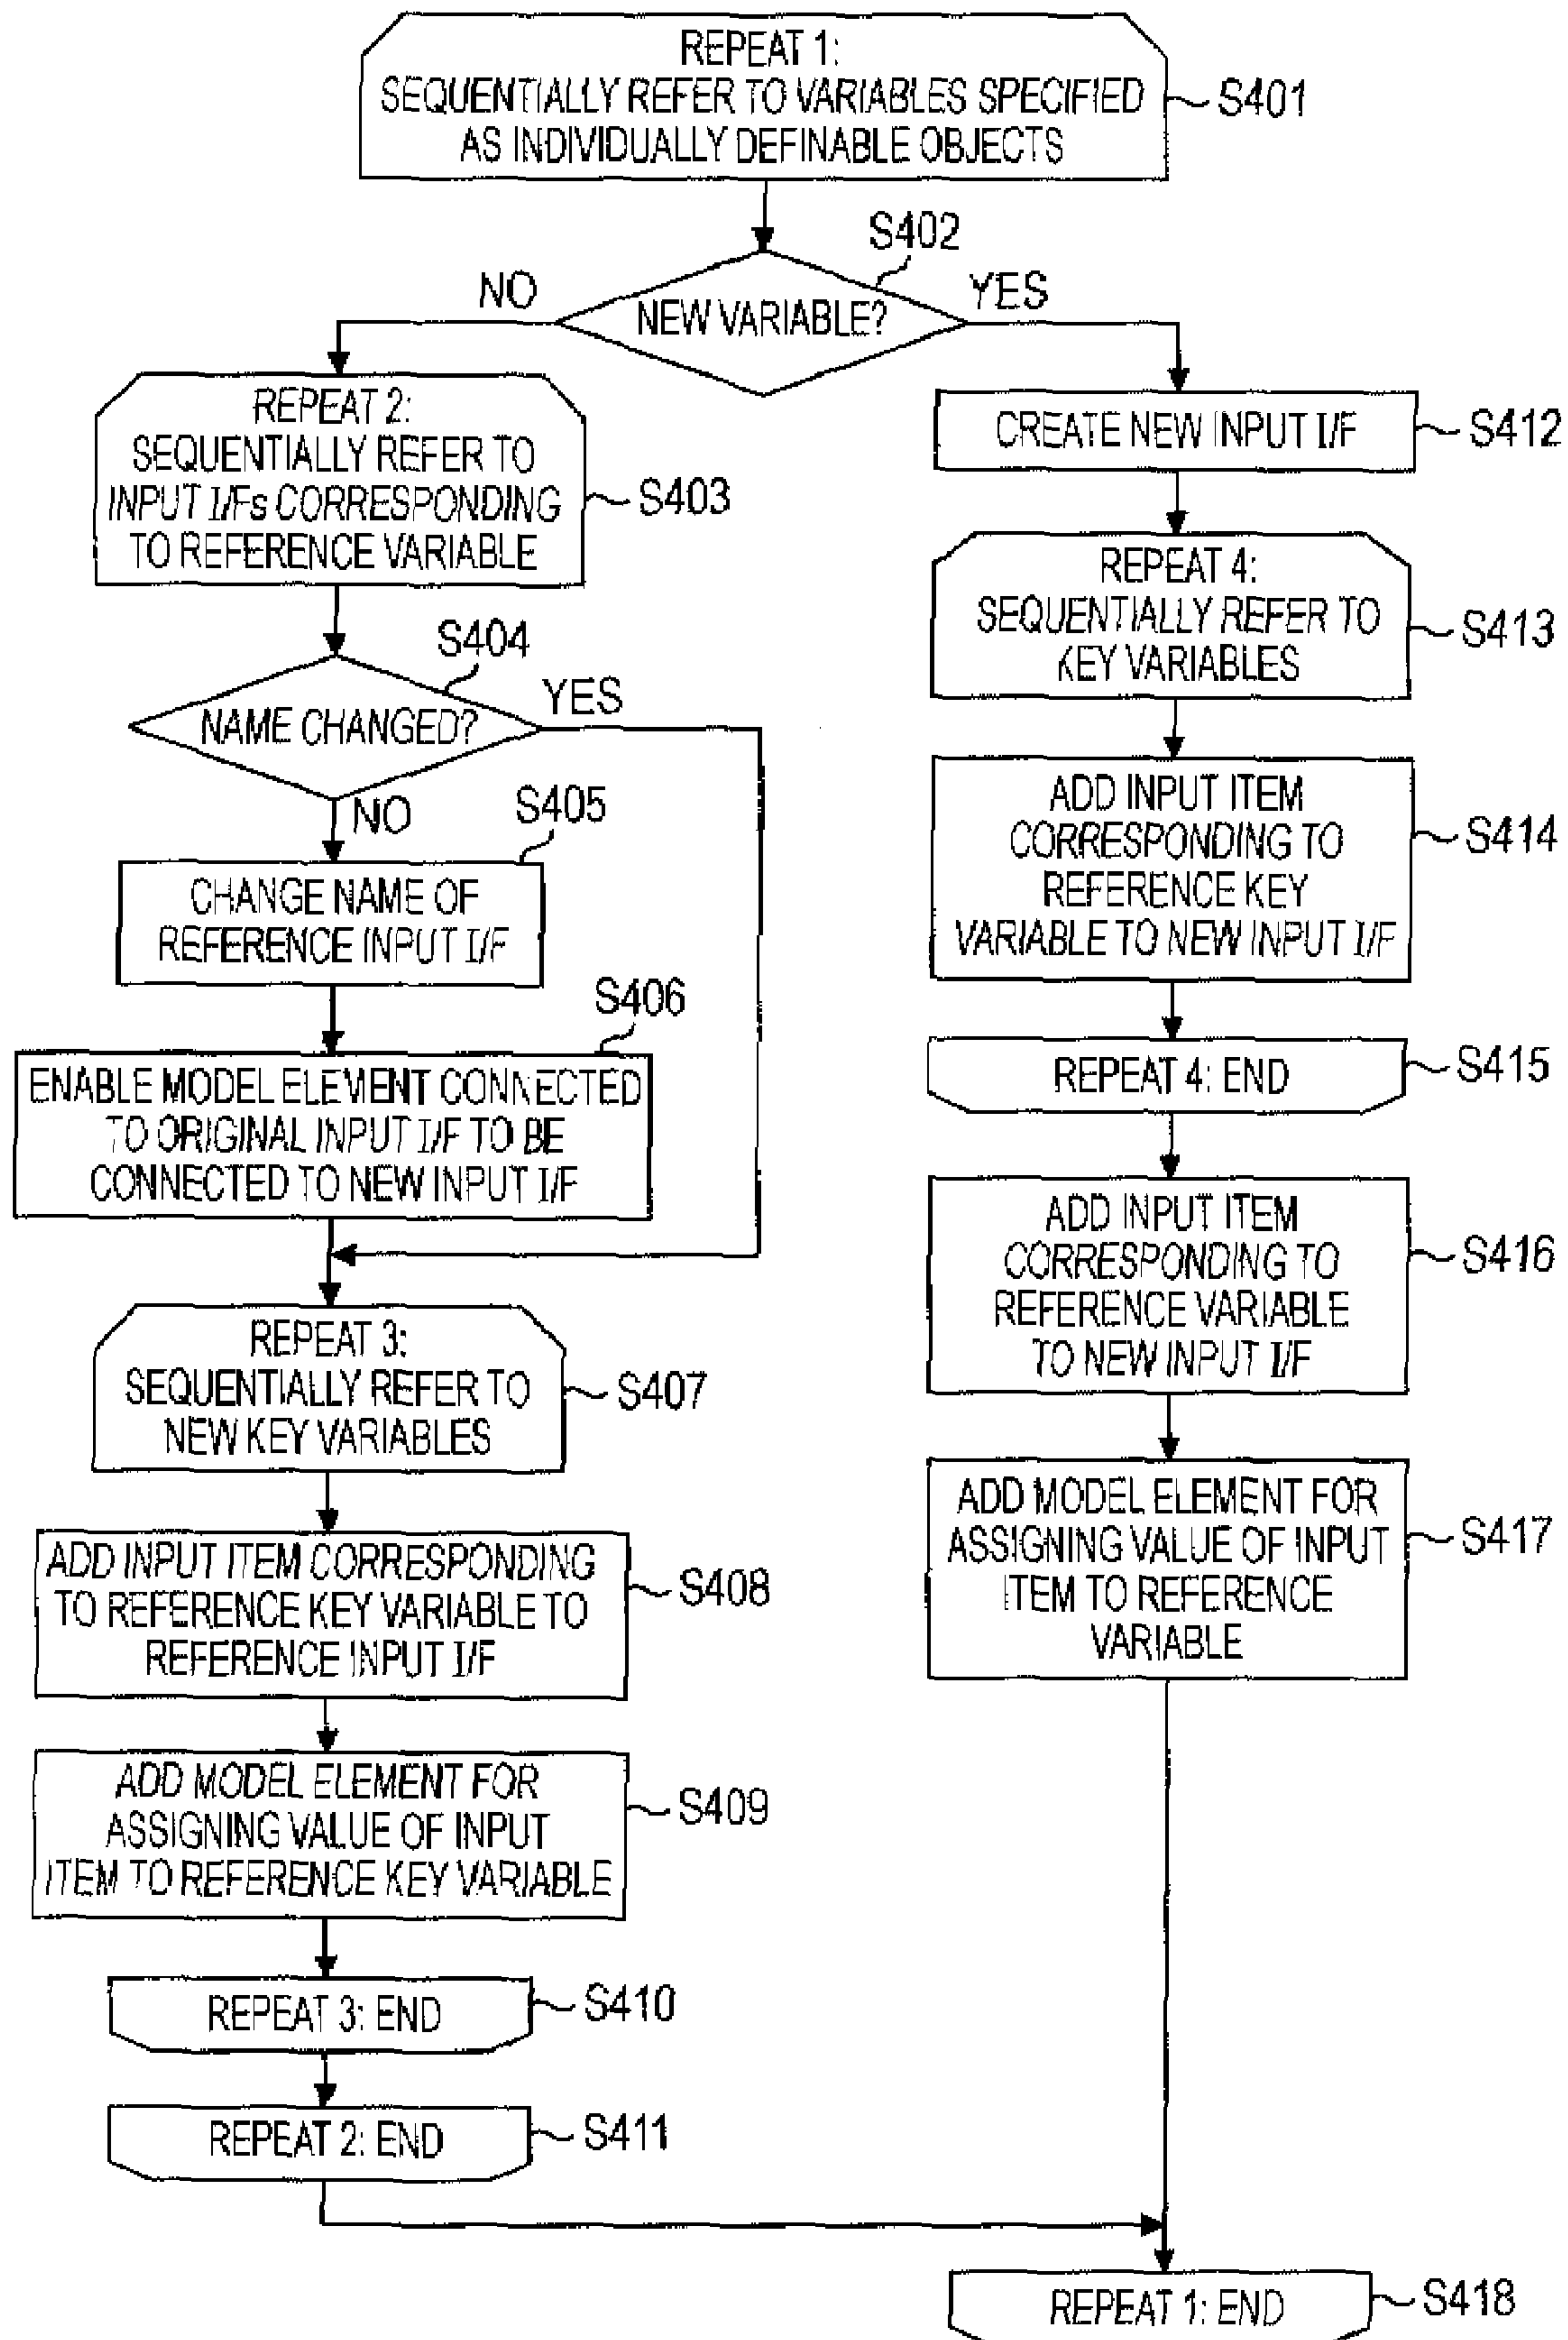 REPEAT 1:
SEQUENTIALLY REFER TO VARIABLES SPECIFIED
AS INDIVIDUALLY DEFINABLE OBJECTS
S401
S402
NO
YES
NEW VARIABLE?
REPEAT 2:
SEQUENTIALLY REFER TO
INPUT I/Fs CORRESPONDING
TO REFERENCE VARIABLE
S403
S404
YES
NAME CHANGED?
NO
S405
CHANGE NAME OF
REFERENCE INPUT I/F
S406
ENABLE MODEL ELEMENT CONNECTED
TO ORIGINAL INPUT I/F TO BE
CONNECTED TO NEW INPUT I/F
REPEAT 3:
SEQUENTIALLY REFER TO
NEW KEY VARIABLES
S407
ADD INPUT ITEM CORRESPONDING
TO REFERENCE KEY VARIABLE TO
REFERENCE INPUT I/F
S408
ADD MODEL ELEMENT FOR
ASSIGNING VALUE OF INPUT
ITEM TO REFERENCE KEY VARIABLE
S409
REPEAT 3: END
S410
REPEAT 2: END
S411
CREATE NEW INPUT I/F
S412
REPEAT 4:
SEQUENTIALLY REFER TO
KEY VARIABLES
S413
ADD INPUT ITEM
CORRESPONDING TO
REFERENCE KEY
VARIABLE TO NEW INPUT I/F
S414
REPEAT 4: END
S415
ADD INPUT ITEM
CORRESPONDING TO
REFERENCE VARIABLE
TO NEW INPUT I/F
S416
ADD MODEL ELEMENT FOR
ASSIGNING VALUE OF INPUT
ITEM TO REFERENCE
VARIABLE
S417
REPEAT 1: END
S418